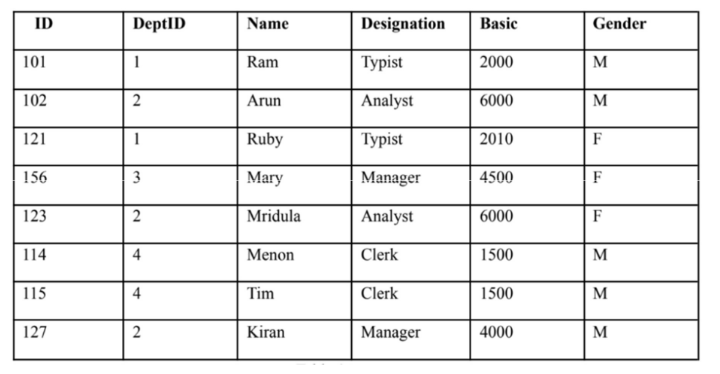 ID DeptID Name Designation Basic Gender
101 1 Ram Typist 2000 M
102 2 Arun Analyst 6000 M
121 1 Ruby Typist 2010 F
156 3 Mary Manager 4500 F
123 2 Mridula Analyst 6000 F
114 4 Menon Clerk 1500 M
115 4 Tim Clerk 1500 M
127 2 Kiran Manager 4000 M